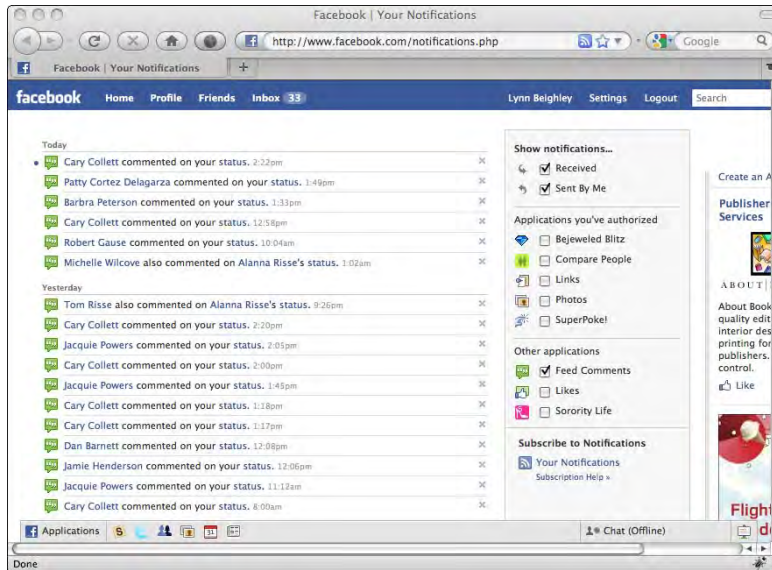 Facebook | Your Notifications
http://www.facebook.com/notifications.php
Google
Facebook | Your Notifications
facebook Home Profile Friends Inbox 33 Lynn Beighley Settings Logout Search
Today
Cary Collett commented on your status. 2:22pm
Patty Cortez Delagarza commented on your status. 1:49pm
Barbra Peterson commented on your status. 1:33pm
Cary Collett commented on your status. 12:58pm
Robert Gause commented on your status. 10:04am
Michelle Wilcove also commented on Alanna Risse's status. 1:02am
Yesterday
Tom Risse also commented on Alanna Risse's status. 9:26pm
Cary Collett commented on your status. 2:20pm
Jacquie Powers commented on your status. 2:05pm
Cary Collett commented on your status. 2:00pm
Jacquie Powers commented on your status. 1:45pm
Cary Collett commented on your status. 1:18pm
Cary Collett commented on your status. 1:17pm
Dan Barnett commented on your status. 12:08pm
Jamie Henderson commented on your status. 12:06pm
Jacquie Powers commented on your status. 11:12am
Cary Collett commented on your status. 8:00am
Show notifications...
Received
Sent By Me
Applications you've authorized
Bejeweled Blitz
Compare People
Links
Photos
SuperPoke!
Other applications
Feed Comments
Likes
Sorority Life
Subscribe to Notifications
Your Notifications
Subscription Help »
Create an A
Publisher
Services
ABOUT
About Book
quality edit
interior des
printing for
publishers.
control.
Like
Flight
Applications
Chat (Offline)
Done